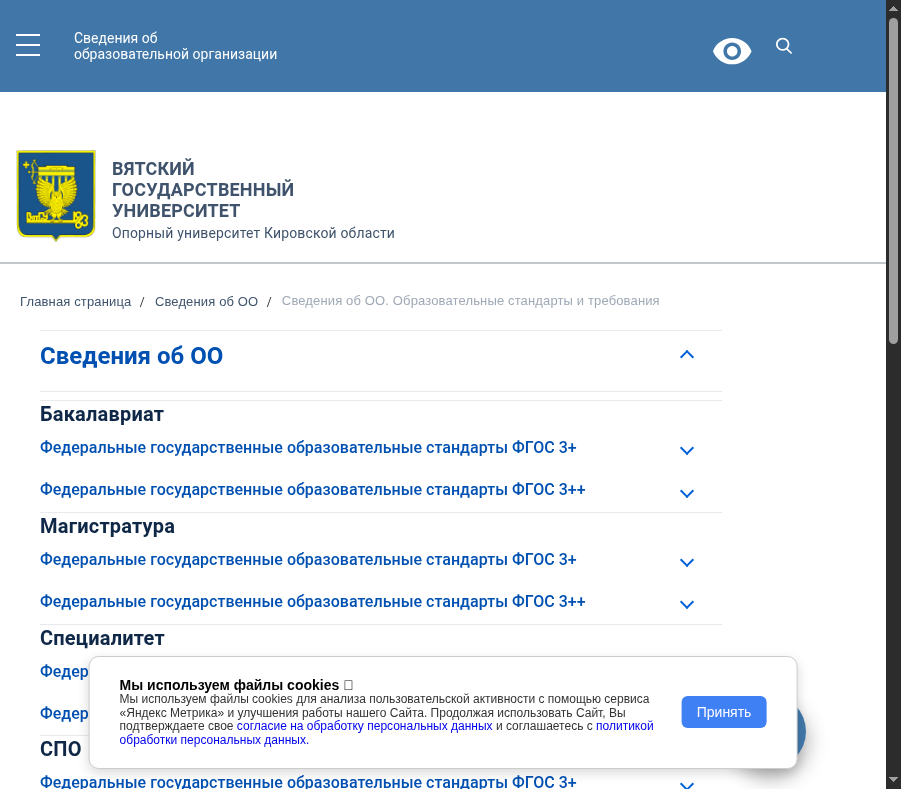 Сведения об
образовательной организации
ВЯТСКИЙ
ГОСУДАРСТВЕННЫЙ
УНИВЕРСИТЕТ
Опорный университет Кировской области
Главная страница / Сведения об ОО / Сведения об ОО. Образовательные стандарты и требования
Сведения об ОО
Бакалавриат
Федеральные государственные образовательные стандарты ФГОС 3+
Федеральные государственные образовательные стандарты ФГОС 3++
Магистратура
Федеральные государственные образовательные стандарты ФГОС 3+
Федеральные государственные образовательные стандарты ФГОС 3++
Специалитет
Федер
Федер
СПО
Федеральные государственные образовательные стандарты ФГОС 3+
Мы используем файлы cookies
Мы используем файлы cookies для анализа пользовательской активности с помощью сервиса
«Яндекс Метрика» и улучшения работы нашего Сайта. Продолжая использовать Сайт, Вы
подтверждаете свое согласие на обработку персональных данных и соглашаетесь с политикой
обработки персональных данных.
Принять